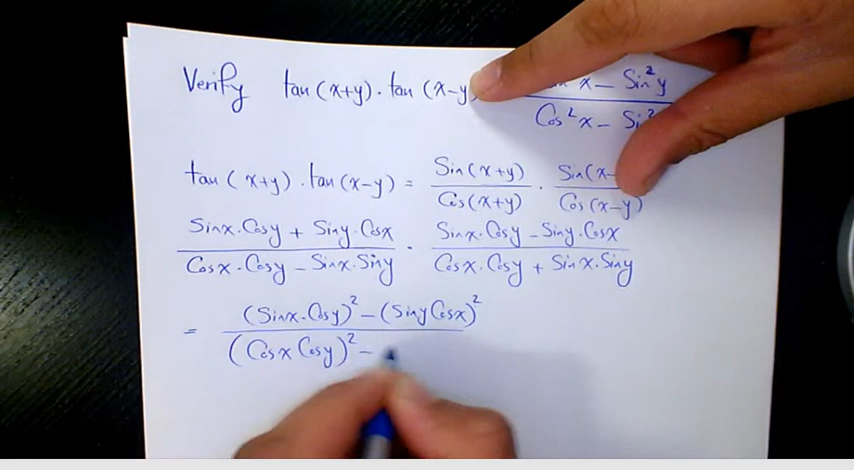 Verify tan (x+y) . tan (x-y x - Sin²y
Cos²x - Si ²
tan (x+y) . tan (x-y) = Sin(x+y) . Sin(x-
Cos(x+y) Cos(x-y)
Sinx.Cosy + Siny.Cosx . Sinx.Cosy - Siny.Cosx
Cosx.Cosy - Sinx.Siny Cosx.Cosy + Sinx.Siny
= (Sinx.Cosy)² - (Siny Cosx)²
(Cosx Cosy)² -